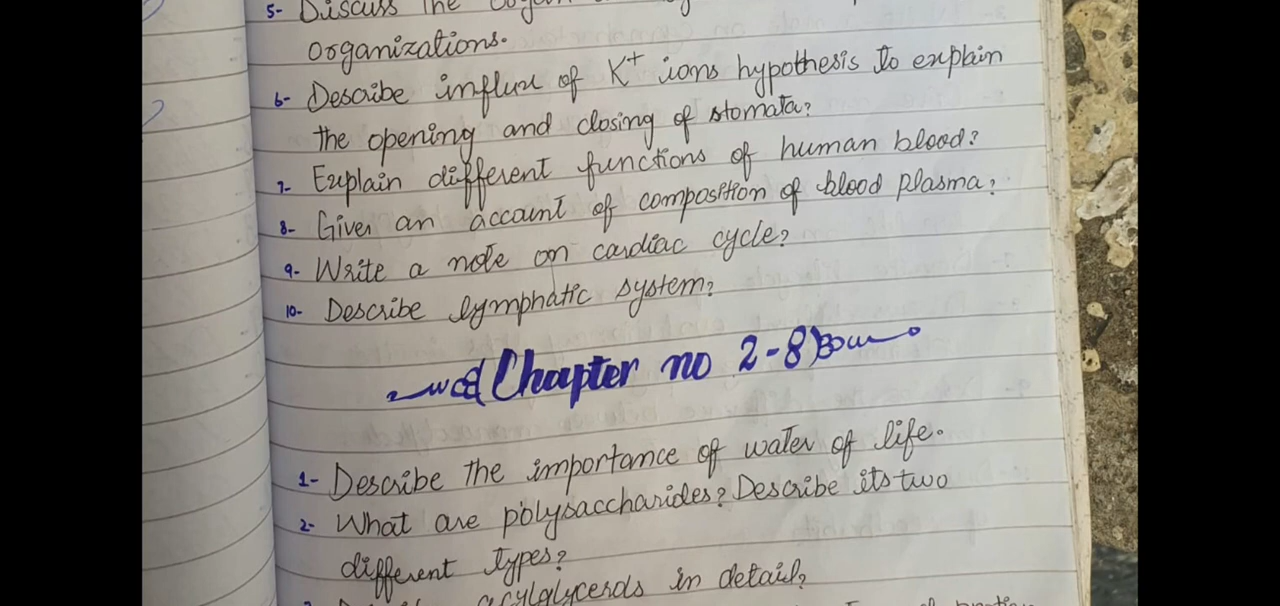 5- Discuss the
organizations.
6- Describe influx of K+ ions hypothesis to explain
the opening and closing of stomata?
7- Explain different functions of human blood?
8- Given an account of composition of blood plasma?
9- Write a note on cardiac cycle?
10- Describe lymphatic system?
Chapter no 2-8
1- Describe the importance of water of life.
2- What are polysaccharides? Describe its two
different types?
acylglycerols in detail?